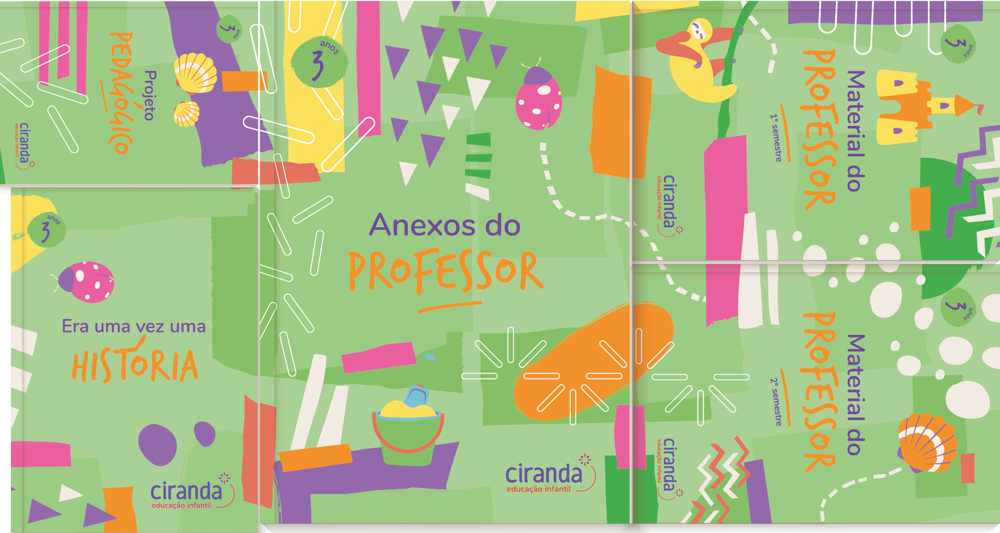 3
anos
Projeto
PEDAGÓGICO
ciranda
educação infantil
3
anos
Era uma vez uma
HISTÓRIA
ciranda
educação infantil
3
anos
Anexos do
PROFESSOR
ciranda
educação infantil
3
anos
Material do
PROFESSOR
1º semestre
ciranda
educação infantil
3
anos
Material do
PROFESSOR
2º semestre
ciranda
educação infantil